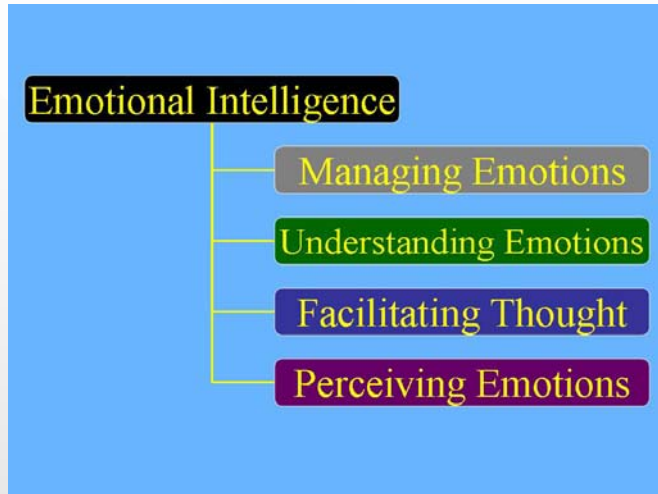 Emotional Intelligence
Managing Emotions
Understanding Emotions
Facilitating Thought
Perceiving Emotions